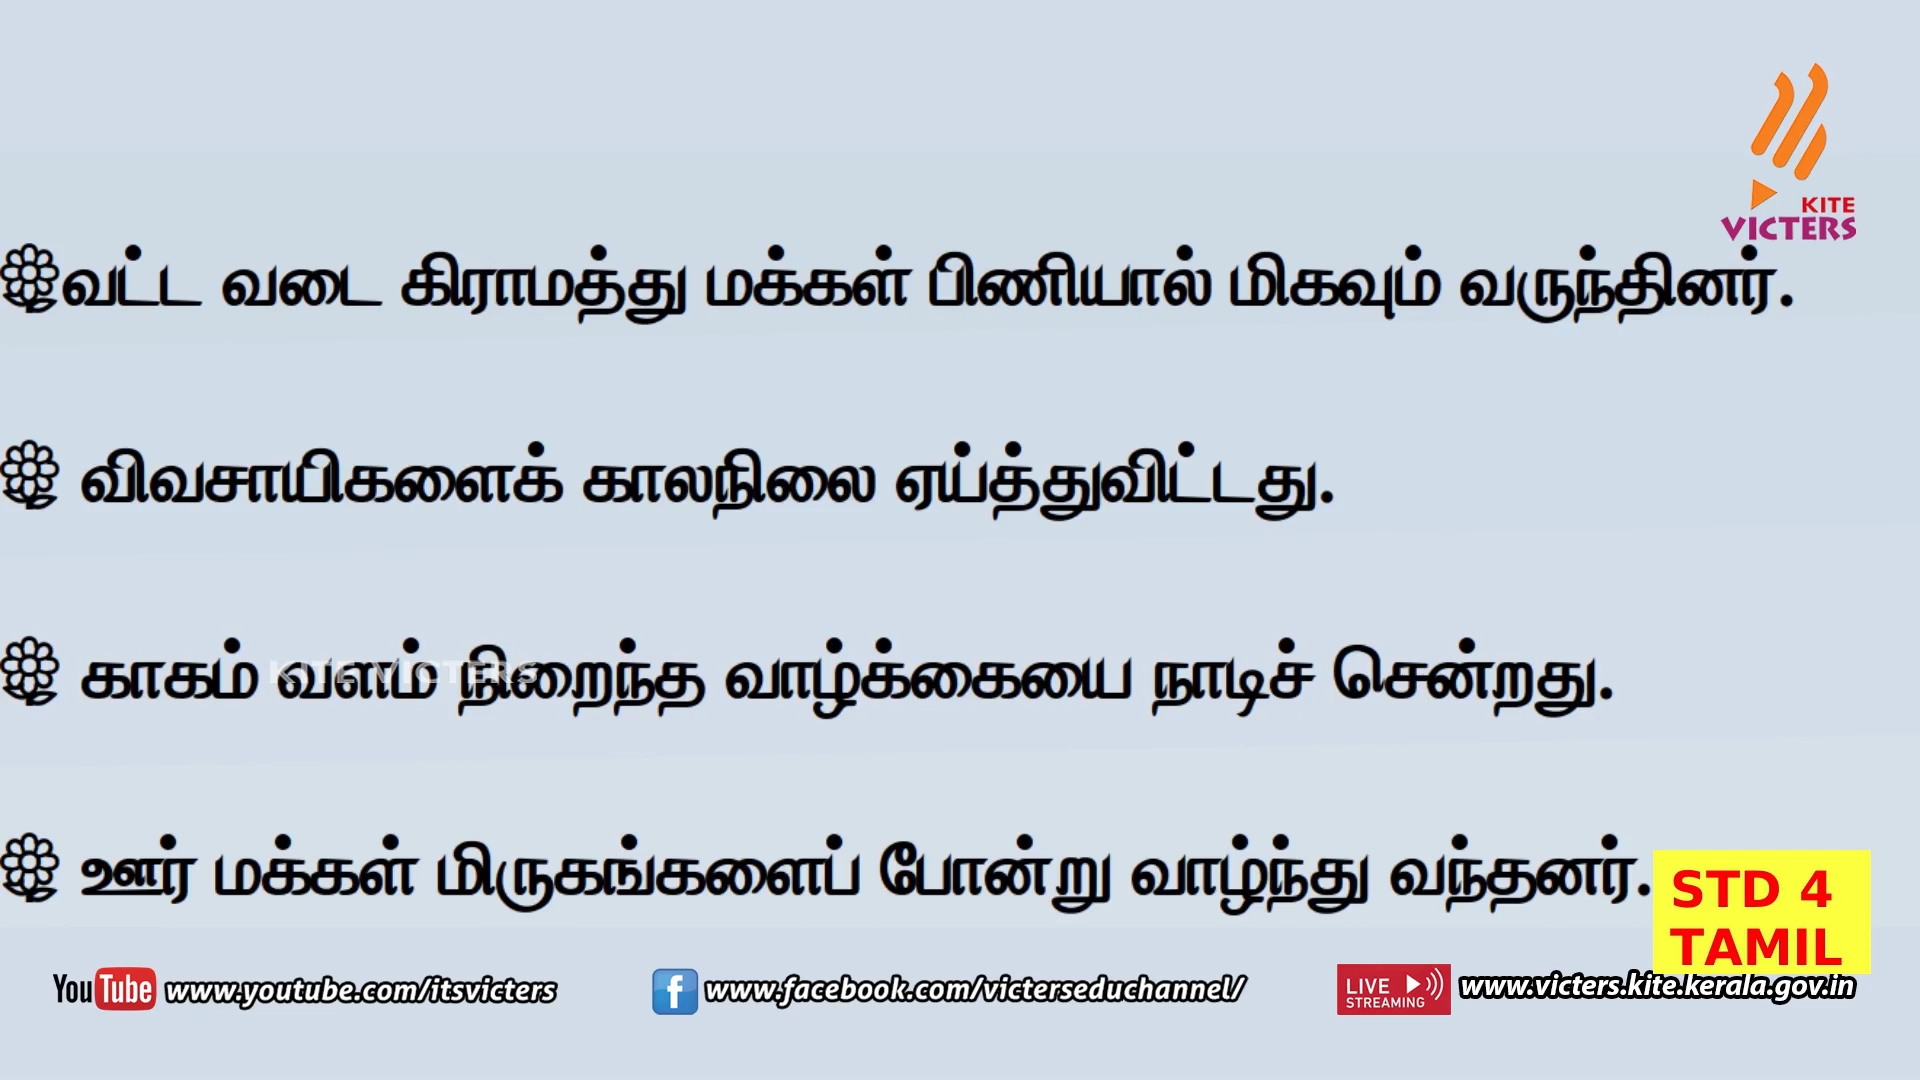 KITE
VICTERS
வட்ட வடை கிராமத்து மக்கள் பிணியால் மிகவும் வருந்தினர்.
விவசாயிகளைக் காலநிலை ஏய்த்துவிட்டது.
காகம் வளம் நிறைந்த வாழ்க்கையை நாடிச் சென்றது.
KITE VICTERS
ஊர் மக்கள் மிருகங்களைப் போன்று வாழ்ந்து வந்தனர்.
STD 4
TAMIL
YouTube www.youtube.com/itsvicters
f www.facebook.com/victerseduchannel/
LIVE STREAMING www.victers.kite.kerala.gov.in